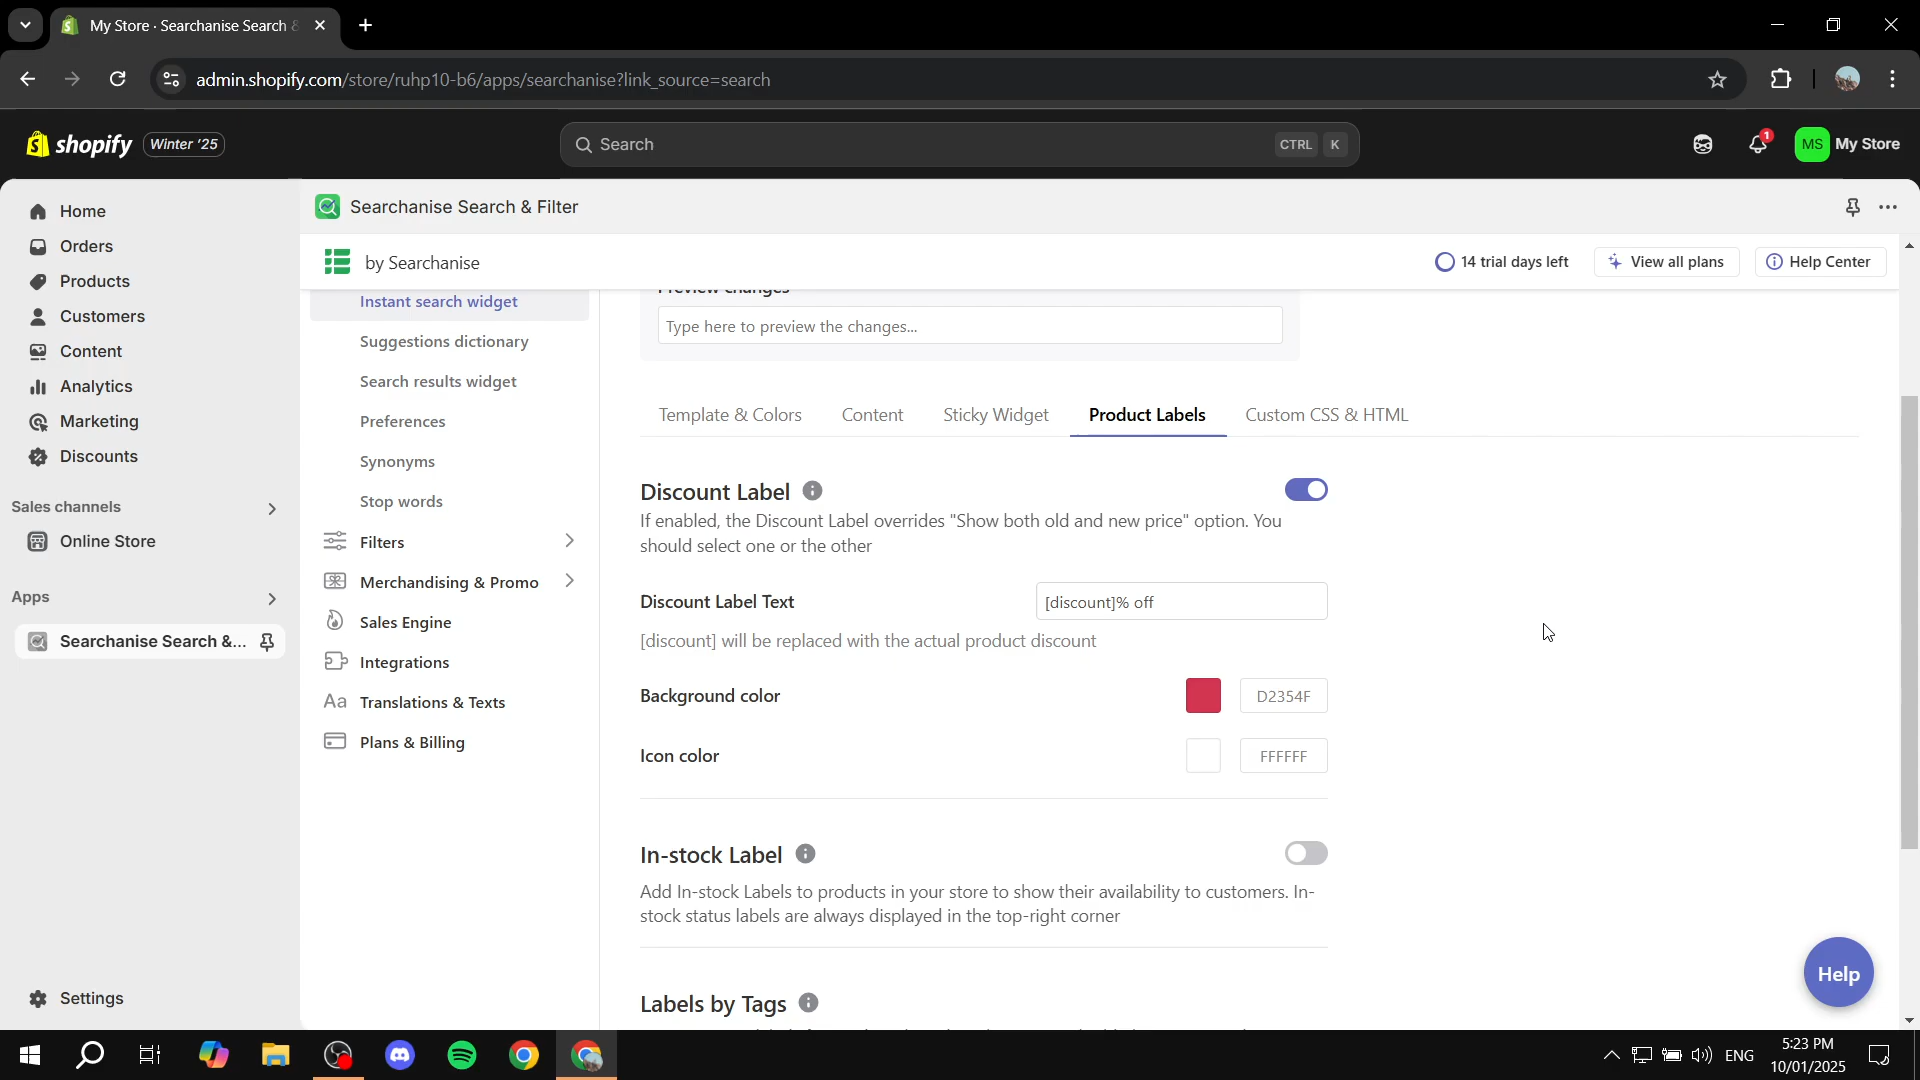 My Store · Searchanise Search &
admin.shopify.com/store/ruhp10-b6/apps/searchanise?link_source=search
shopify
Winter '25
Search
CTRL K
1
MS
My Store
Home
Orders
Products
Customers
Content
Analytics
Marketing
Discounts
Sales channels
Online Store
Apps
Searchanise Search &...
Settings
Searchanise Search & Filter
by Searchanise
14 trial days left
View all plans
Help Center
Instant search widget
Suggestions dictionary
Search results widget
Preferences
Synonyms
Stop words
Filters
Merchandising & Promo
Sales Engine
Integrations
Aa Translations & Texts
Plans & Billing
Preview changes
Type here to preview the changes...
Template & Colors
Content
Sticky Widget
Product Labels
Custom CSS & HTML
Discount Label
If enabled, the Discount Label overrides "Show both old and new price" option. You
should select one or the other
Discount Label Text
[discount]% off
[discount] will be replaced with the actual product discount
Background color
D2354F
Icon color
FFFFFF
In-stock Label
Add In-stock Labels to products in your store to show their availability to customers. In-
stock status labels are always displayed in the top-right corner
Labels by Tags
Help
ENG
5:23 PM
10/01/2025